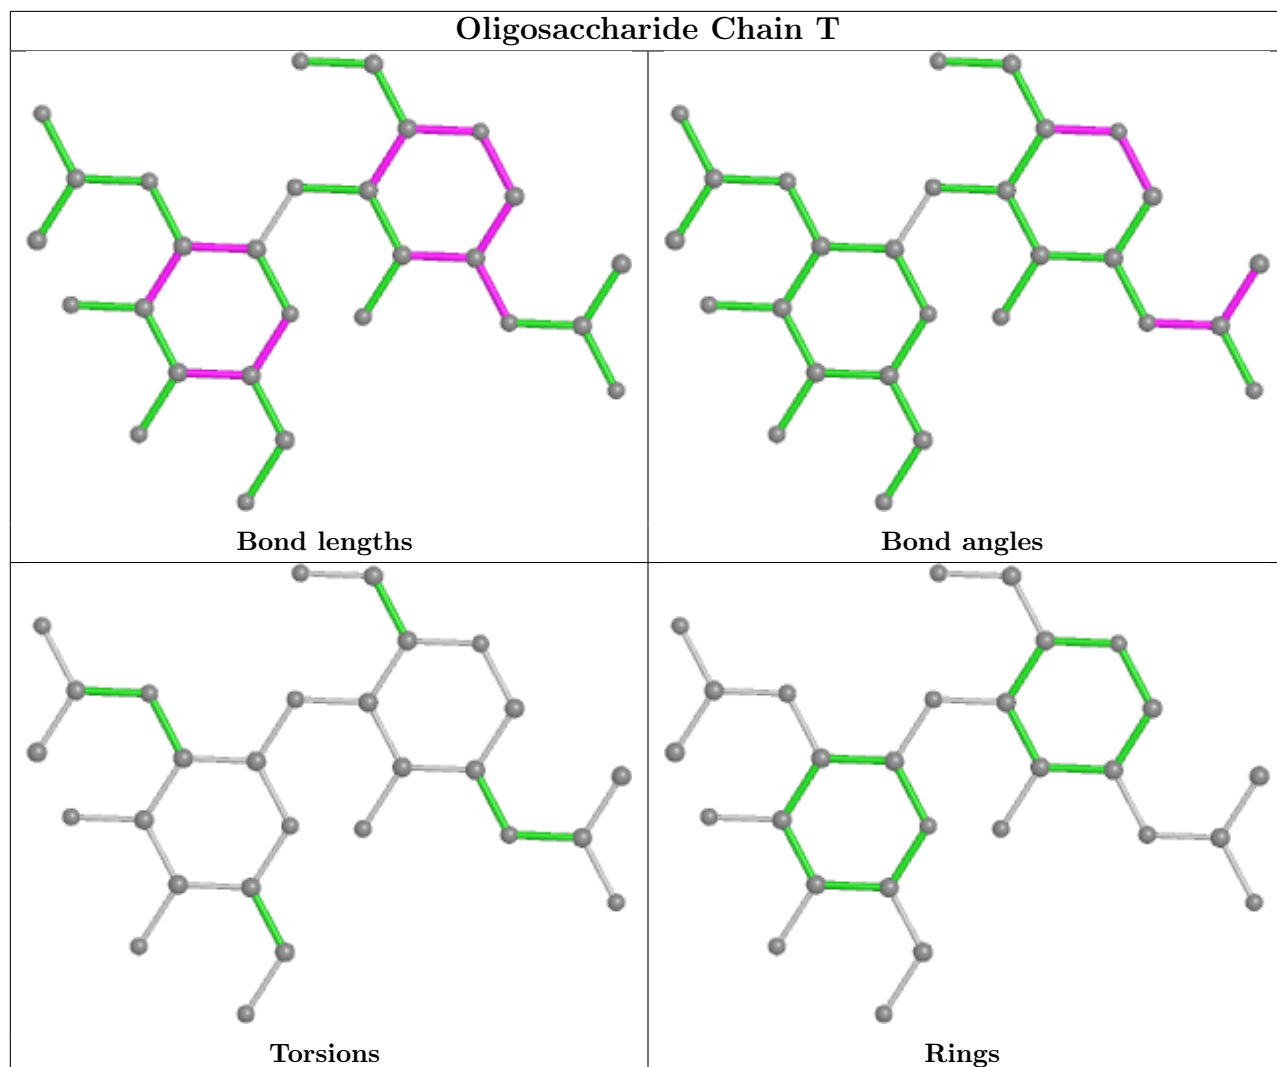 Oligosaccharide Chain T
Bond lengths
Bond angles
Torsions
Rings